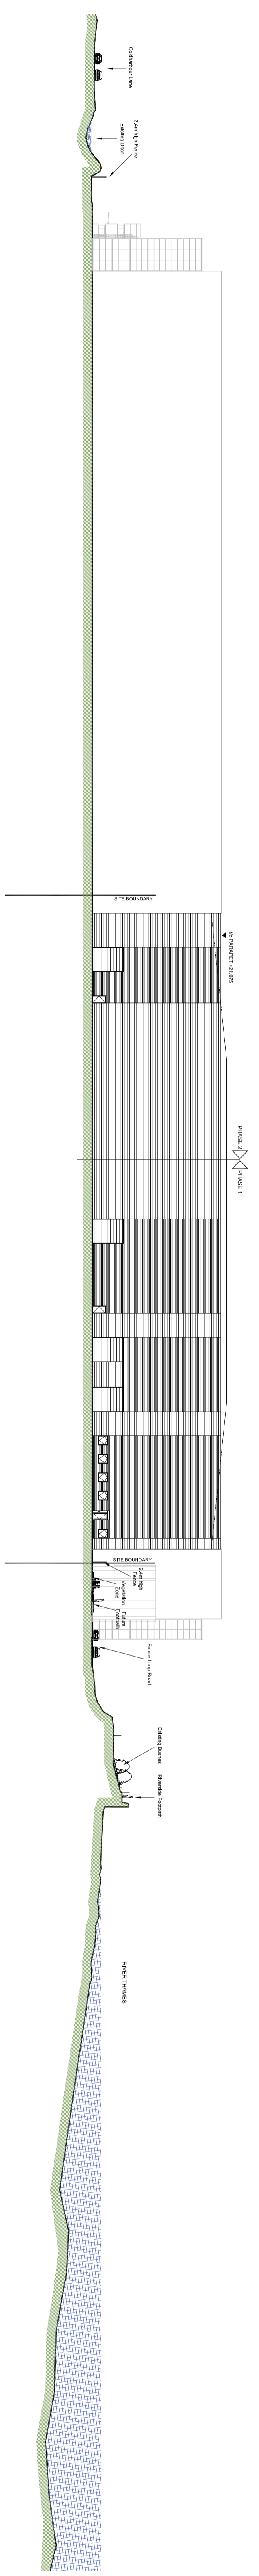 Coldharbour Lane
2.4m High Fence
Existing Ditch
SITE BOUNDARY
t/o PARAPET +21.075
PHASE 2
PHASE 1
SITE BOUNDARY
2.4m High
Fence
Vegetation
Zone
Future
Footpath
Future Loop Road
Existing Bushes
Riverside Footpath
RIVER THAMES